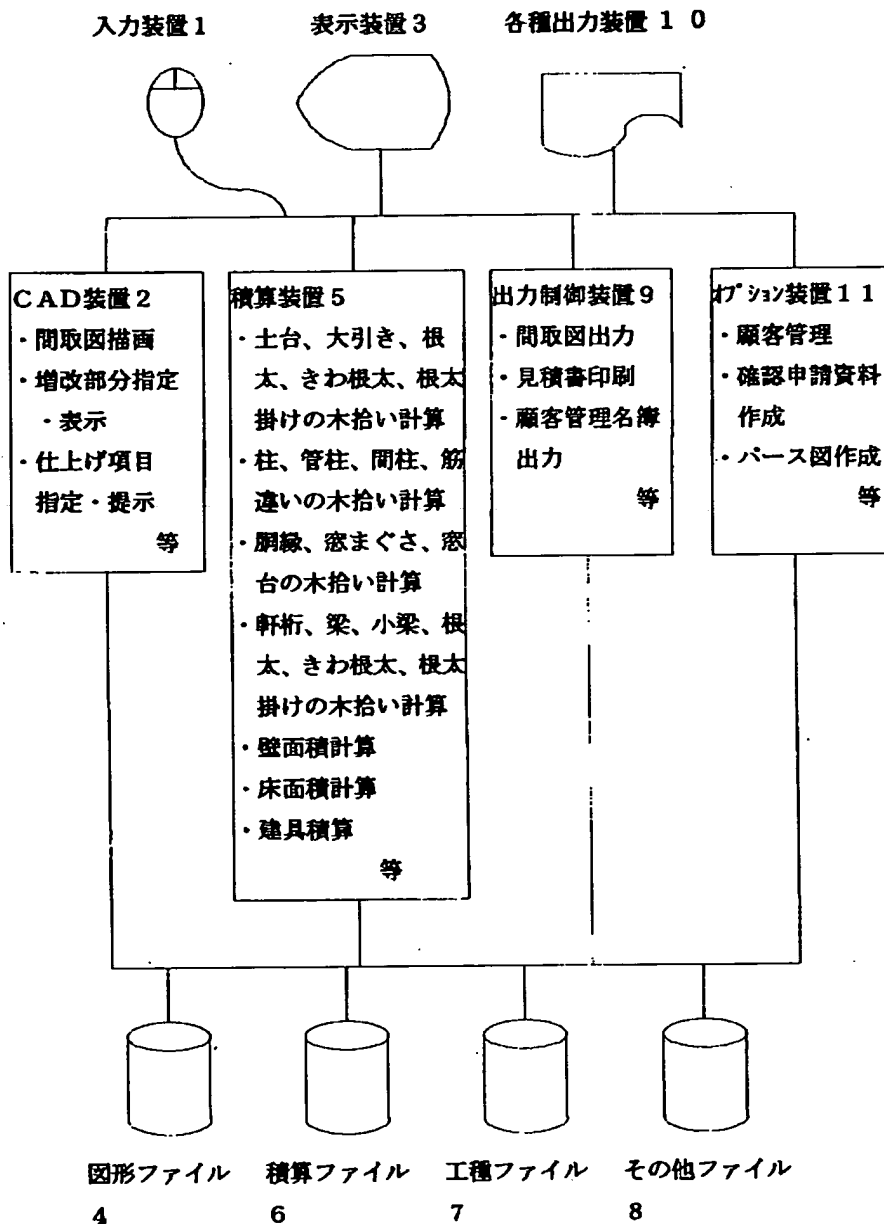 入力装置1
表示装置3
各種出力装置10
CAD装置2
・間取図描画
・増改部分指定
・表示
・仕上げ項目
指定・提示
等
積算装置5
・土台、大引き、根
太、きわ根太、根太
掛けの木拾い計算
・柱、管柱、間柱、筋
違いの木拾い計算
・胴縁、窓まぐさ、窓
台の木拾い計算
・軒桁、梁、小梁、根
太、きわ根太、根太
掛けの木拾い計算
・壁面積計算
・床面積計算
・建具積算
等
出力制御装置9
・間取図出力
・見積書印刷
・顧客管理名簿
出力
等
オプション装置11
・顧客管理
・確認申請資料
作成
・パース図作成
等
図形ファイル
4
積算ファイル
6
工種ファイル
7
その他ファイル
8